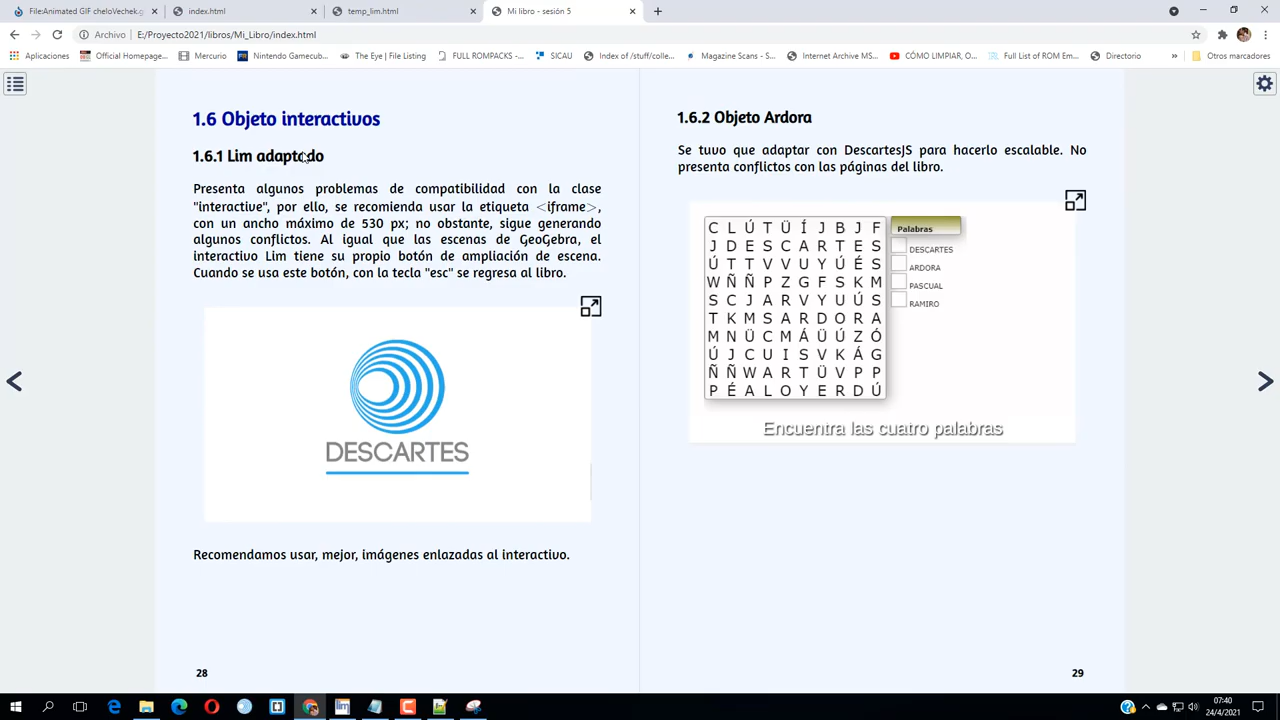 FileAnimated GIF cheloVechek.g
index.html
temp_lim.html
Mi libro - sesión 5
Archivo | E:/Proyecto2021/libros/Mi_Libro/index.html
Aplicaciones
Official Homepage...
Mercurio
Nintendo Gamecub...
The Eye | File Listing
FULL ROMPACKS -...
SICAU
Index of /stuff/colle...
Magazine Scans - S...
Internet Archive MS...
CÓMO LIMPIAR, O...
Full List of ROM Em...
Directorio
»
Otros marcadores
1.6 Objeto interactivos
1.6.1 Lim adaptado
Presenta algunos problemas de compatibilidad con la clase
"interactive", por ello, se recomienda usar la etiqueta <iframe>,
con un ancho máximo de 530 px; no obstante, sigue generando
algunos conflictos. Al igual que las escenas de GeoGebra, el
interactivo Lim tiene su propio botón de ampliación de escena.
Cuando se usa este botón, con la tecla "esc" se regresa al libro.
DESCARTES
Recomendamos usar, mejor, imágenes enlazadas al interactivo.
28
1.6.2 Objeto Ardora
Se tuvo que adaptar con DescartesJS para hacerlo escalable. No
presenta conflictos con las páginas del libro.
C L Ú T Ü Í J B J F
J D E S C A R T E S
Ú T T V V U Y Ú É S
W Ñ Ñ P Z G F S K M
S C J A R V Y U Ú S
T K M S A R D O R A
M N Ü C M Á Ü Ú Z Ó
Ú J C U I S V K Á G
Ñ Ñ W A R T Ü V P P
P É A L O Y E R D Ú
Palabras
DESCARTES
ARDORA
PASCUAL
RAMIRO
Encuentra las cuatro palabras
29
lim
07:40
24/4/2021